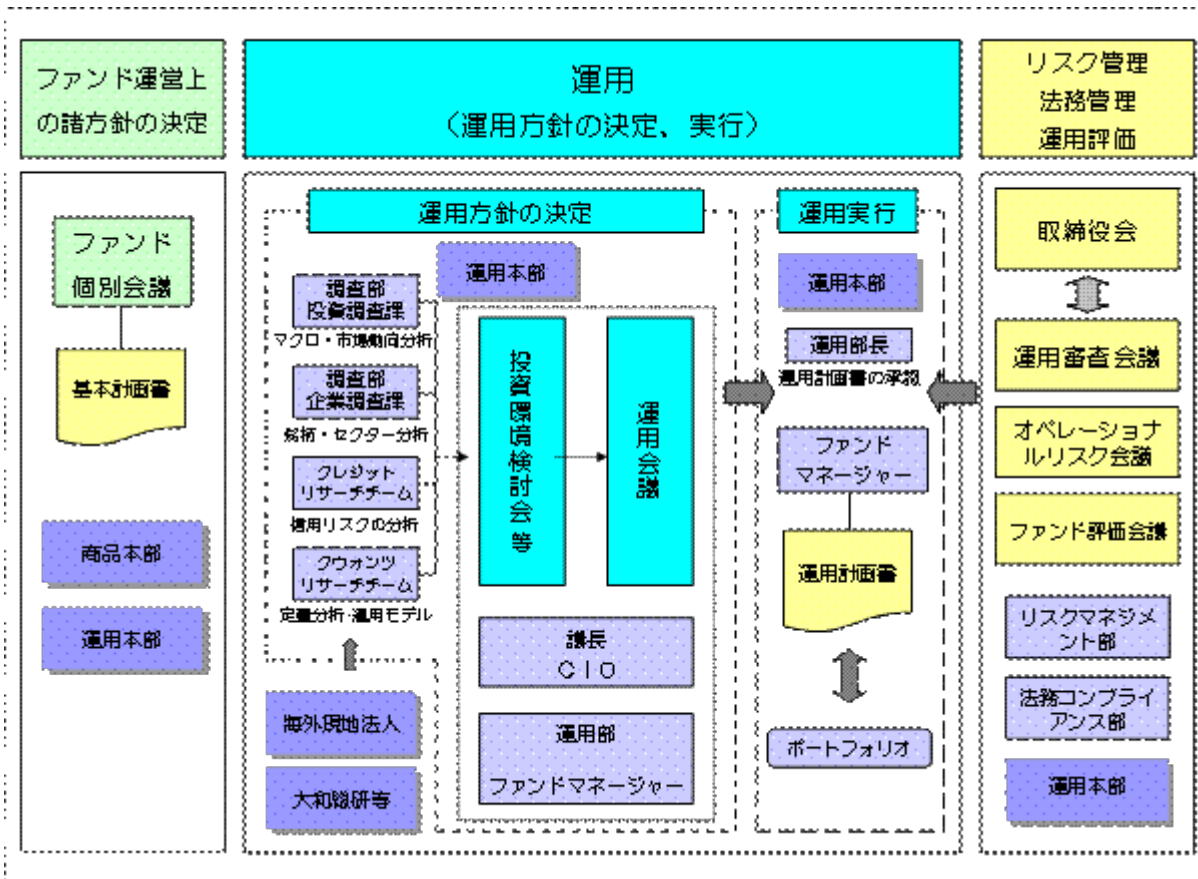 ファンド運営上
の諸方針の決定
運用
（運用方針の決定、実行）
リスク管理
法務管理
運用評価
ファンド
個別会議
基本計画書
商品本部
運用本部
運用方針の決定
運用本部
調査部
投資調査課
マクロ・市場動向分析
調査部
企業調査課
銘柄・セクター分析
クレジット
リサーチチーム
信用リスクの分析
クウォンツ
リサーチチーム
定量分析・運用モデル
海外現地法人
大和総研等
投資環境検討会等
運用会議
議長
ＣＩＯ
運用部
ファンドマネージャー
運用実行
運用本部
運用部長
運用計画書の承認
ファンド
マネージャー
運用計画書
ポートフォリオ
取締役会
運用審査会議
オペレーショナ
ルリスク会議
ファンド評価会議
リスクマネジメ
ント部
法務コンプライ
アンス部
運用本部